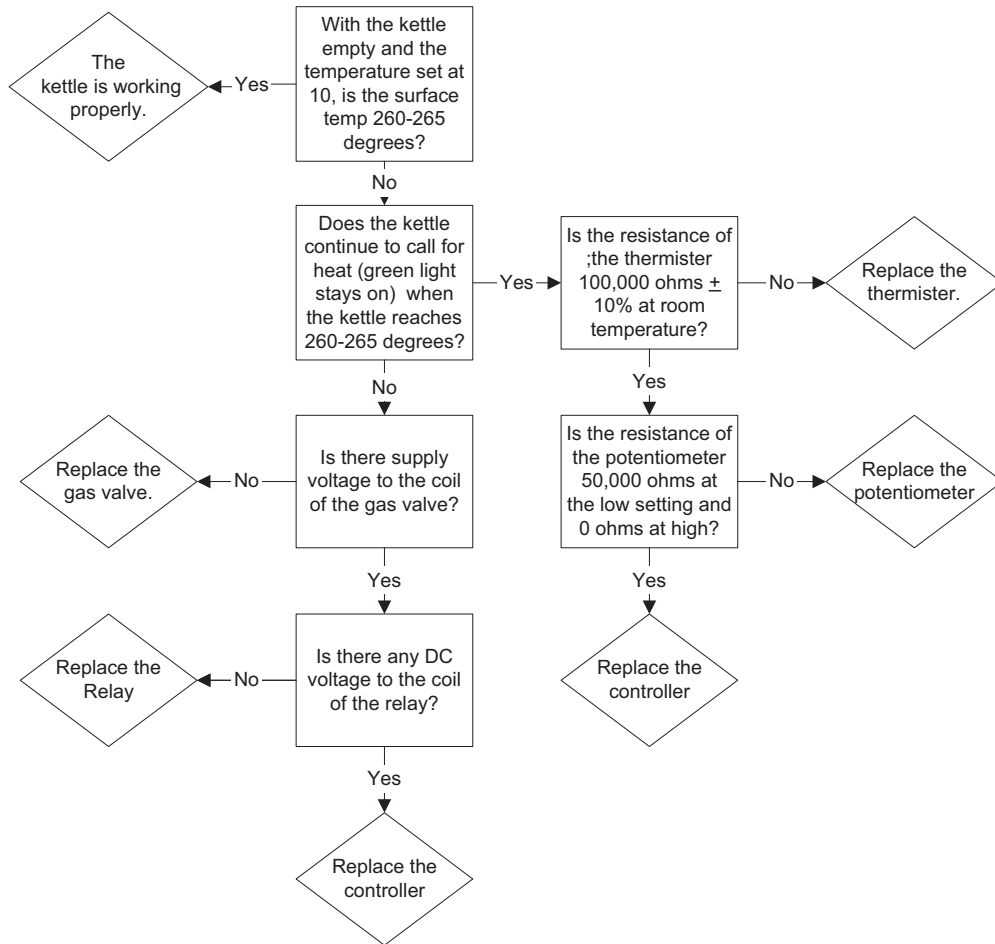 The
kettle is working
properly.
Yes
With the kettle
empty and the
temperature set at
10, is the surface
temp 260-265
degrees?
No
Does the kettle
continue to call for
heat (green light
stays on)  when
the kettle reaches
260-265 degrees?
Yes
Is the resistance of
;the thermister
100,000 ohms ±
10% at room
temperature?
No
Replace the
thermister.
No
Yes
Replace the
gas valve.
No
Is there supply
voltage to the coil
of the gas valve?
Is the resistance of
the potentiometer
50,000 ohms at
the low setting and
0 ohms at high?
No
Replace the
potentiometer
Yes
Yes
Replace the
Relay
No
Is there any DC
voltage to the coil
of the relay?
Replace the
controller
Yes
Replace the
controller